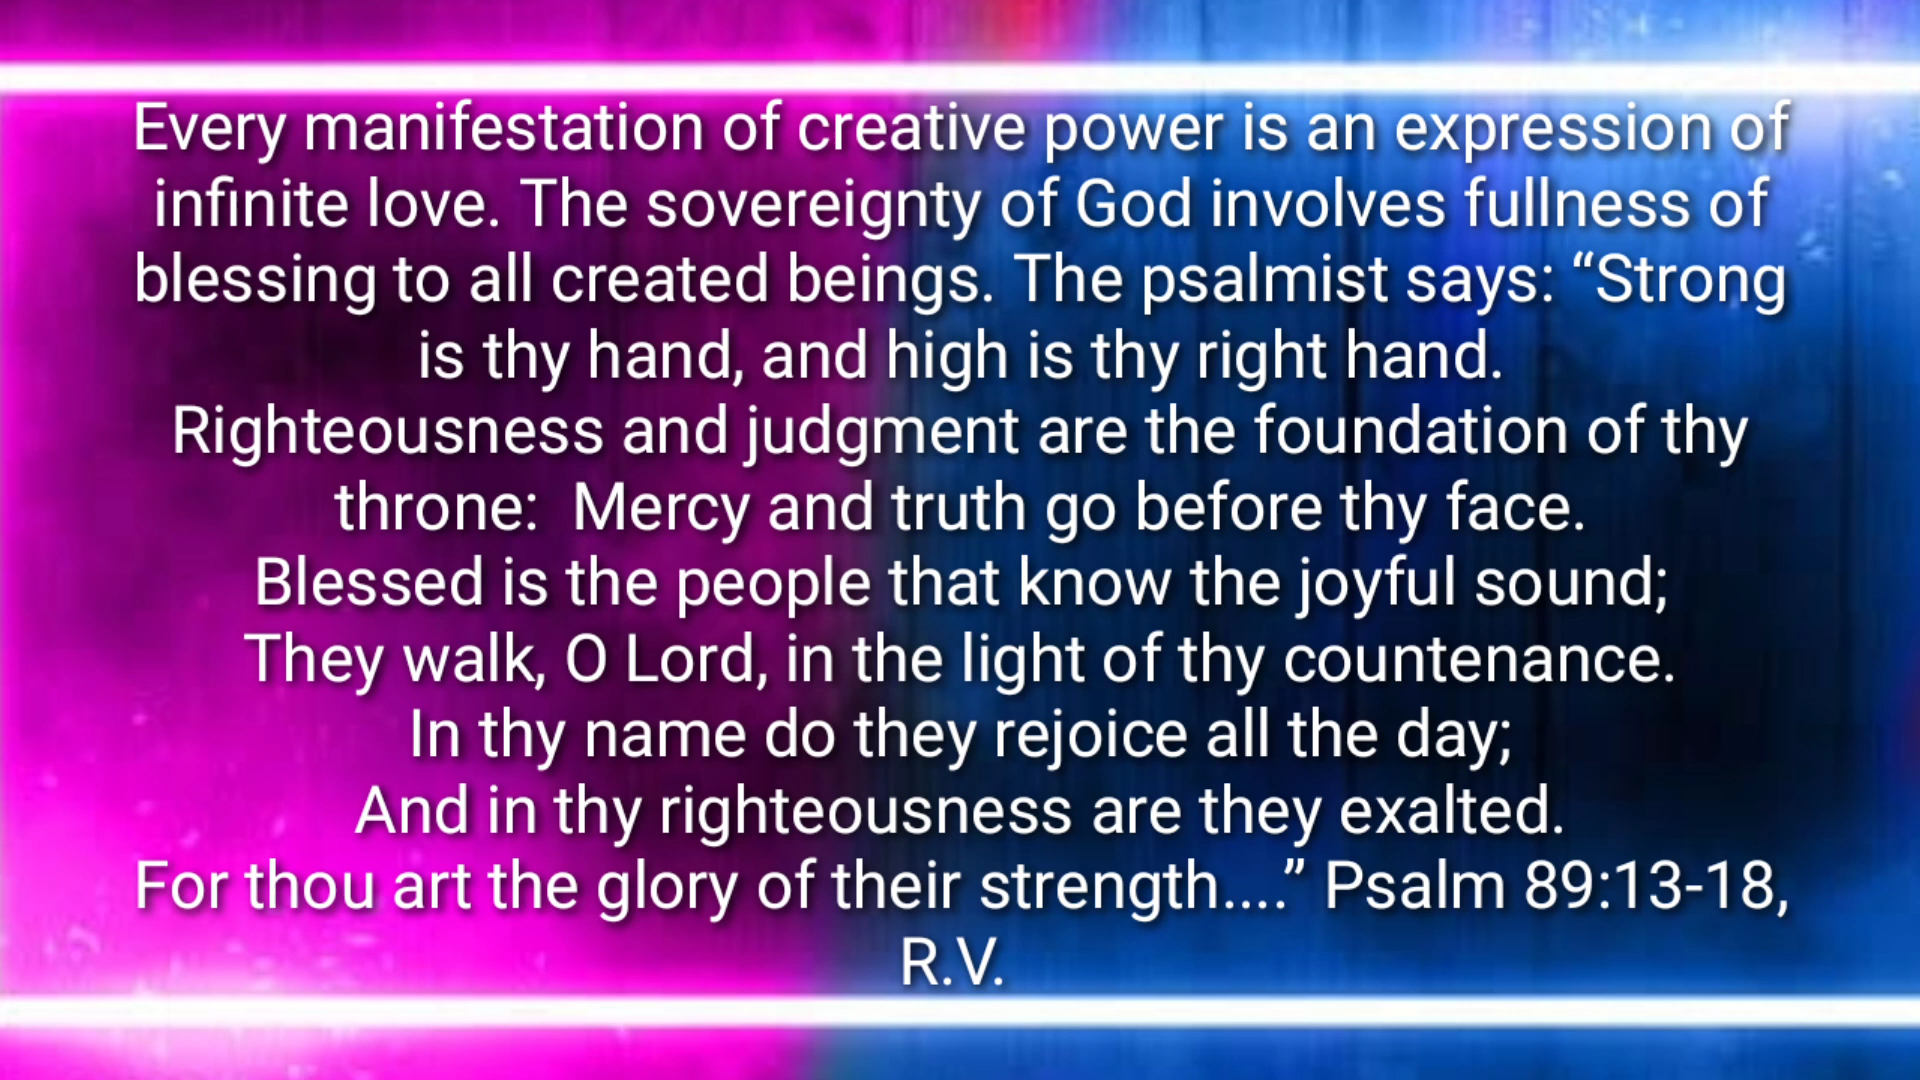 Every manifestation of creative power is an expression of
infinite love. The sovereignty of God involves fullness of
blessing to all created beings. The psalmist says: “Strong
is thy hand, and high is thy right hand.
Righteousness and judgment are the foundation of thy
throne:  Mercy and truth go before thy face.
Blessed is the people that know the joyful sound;
They walk, O Lord, in the light of thy countenance.
In thy name do they rejoice all the day;
And in thy righteousness are they exalted.
For thou art the glory of their strength....” Psalm 89:13-18,
R.V.